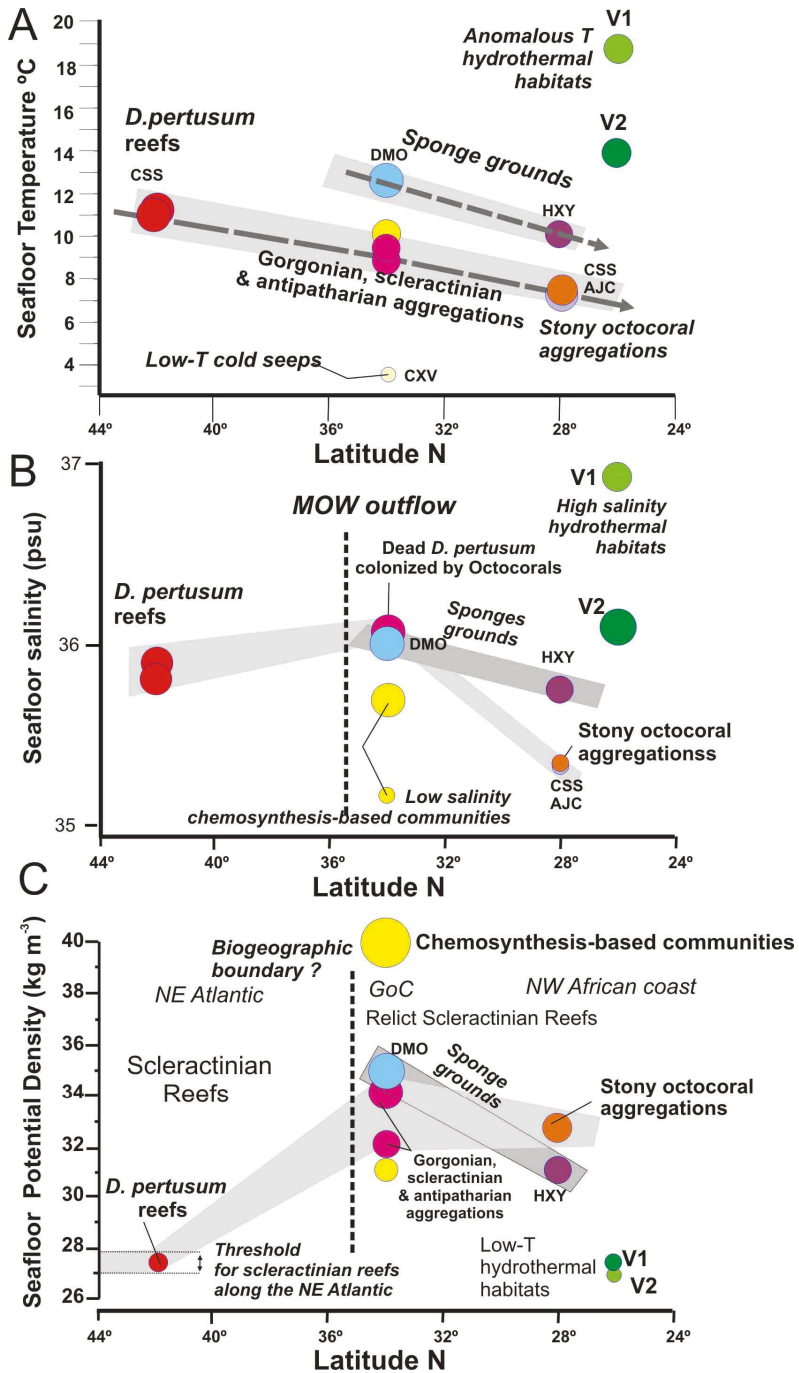 A
Seafloor Temperature ºC
20
18
16
14
12
10
8
6
4
V1
Anomalous T
hydrothermal
habitats
V2
D.pertusum
reefs
CSS
DMO
Sponge grounds
HXY
CSS
AJC
Gorgonian, scleractinian
& antipatharian aggregations
Stony octocoral
aggregations
Low-T cold seeps
CXV
44º
40º
36º
32º
28º
24º
Latitude N
B
Seafloor salinity (psu)
37
36
35
MOW outflow
V1
High salinity
hydrothermal
habitats
V2
D. pertusum
reefs
Dead D. pertusum
colonized by Octocorals
DMO
Sponges
grounds
HXY
Stony octocoral
aggregationss
CSS
AJC
Low salinity
chemosynthesis-based communities
44º
40º
36º
32º
28º
24º
Latitude N
C
Seafloor Potential Density (kg m-3)
40
38
36
34
32
30
28
26
Biogeographic
boundary ?
Chemosynthesis-based communities
NE Atlantic
GoC
NW African coast
Relict Scleractinian Reefs
Scleractinian
Reefs
DMO
Sponge
grounds
Stony octocoral
aggregations
HXY
Gorgonian,
scleractinian
& antipatharian
aggregations
D. pertusum
reefs
Threshold
for scleractinian reefs
along the NE Atlantic
Low-T
hydrothermal
habitats
V1
V2
44º
40º
36º
32º
28º
24º
Latitude N